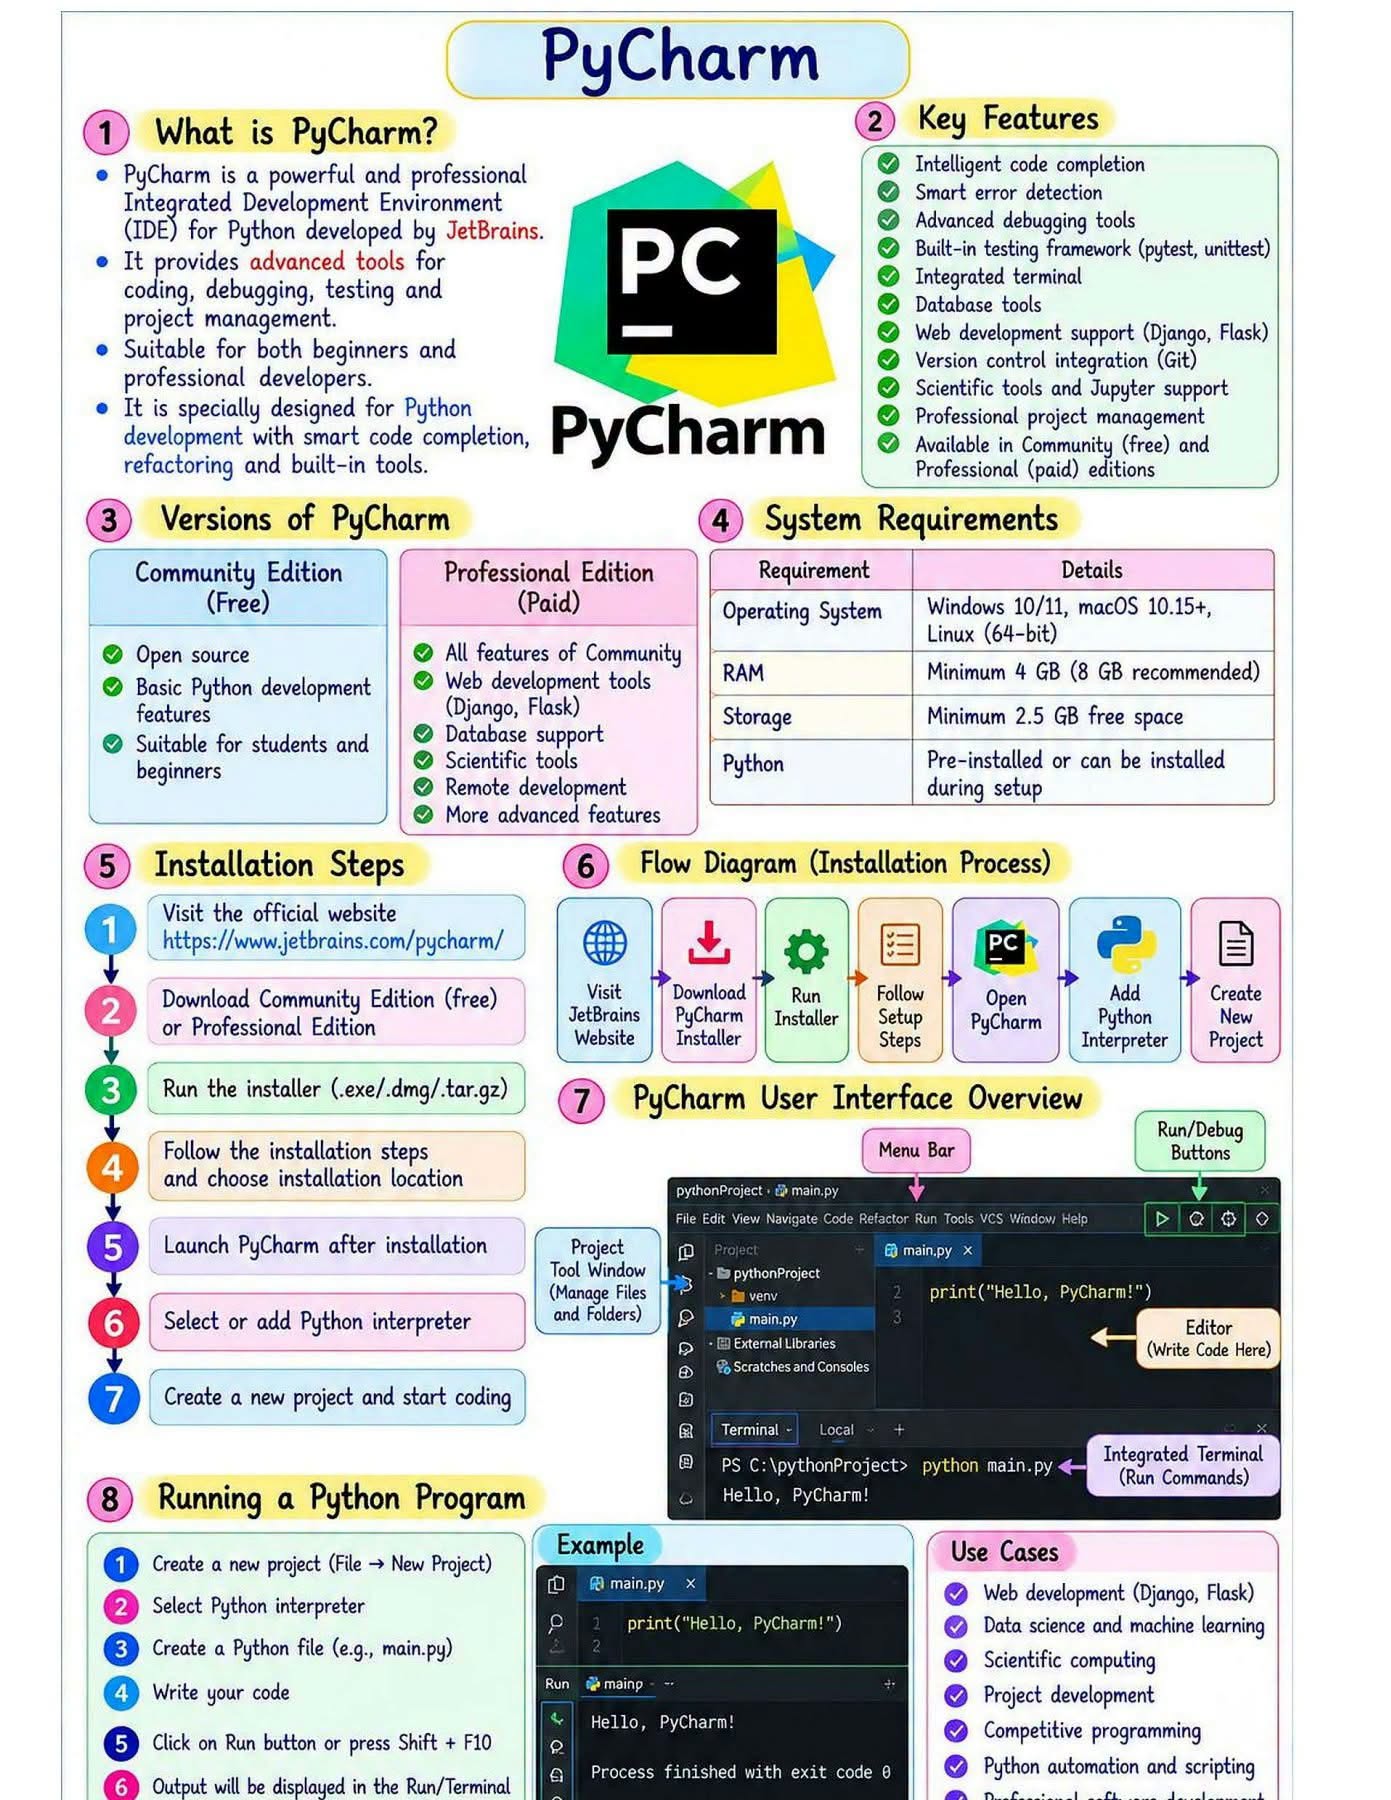 PyCharm
1 What is PyCharm?
PyCharm is a powerful and professional
Integrated Development Environment
(IDE) for Python developed by JetBrains.
It provides advanced tools for
coding, debugging, testing and
project management.
Suitable for both beginners and
professional developers.
It is specially designed for Python
development with smart code completion,
refactoring and built-in tools.
PC
PyCharm
2 Key Features
Intelligent code completion
Smart error detection
Advanced debugging tools
Built-in testing framework (pytest, unittest)
Integrated terminal
Database tools
Web development support (Django, Flask)
Version control integration (Git)
Scientific tools and Jupyter support
Professional project management
Available in Community (free) and
Professional (paid) editions
3 Versions of PyCharm
Community Edition
(Free)
Open source
Basic Python development
features
Suitable for students and
beginners
Professional Edition
(Paid)
All features of Community
Web development tools
(Django, Flask)
Database support
Scientific tools
Remote development
More advanced features
4 System Requirements
Requirement Details
Operating System Windows 10/11, macOS 10.15+,
Linux (64-bit)
RAM Minimum 4 GB (8 GB recommended)
Storage Minimum 2.5 GB free space
Python Pre-installed or can be installed
during setup
5 Installation Steps
1 Visit the official website
https://www.jetbrains.com/pycharm/
2 Download Community Edition (free)
or Professional Edition
3 Run the installer (.exe/.dmg/.tar.gz)
4 Follow the installation steps
and choose installation location
5 Launch PyCharm after installation
6 Select or add Python interpreter
7 Create a new project and start coding
6 Flow Diagram (Installation Process)
Visit
JetBrains
Website
Download
PyCharm
Installer
Run
Installer
Follow
Setup
Steps
PC
Open
PyCharm
Add
Python
Interpreter
Create
New
Project
7 PyCharm User Interface Overview
Menu Bar
Run/Debug
Buttons
Project
Tool Window
(Manage Files
and Folders)
pythonProject › main.py
File Edit View Navigate Code Refactor Run Tools VCS Window Help
Project
pythonProject
venv
main.py
External Libraries
Scratches and Consoles
main.py ×
2 print("Hello, PyCharm!")
3
Editor
(Write Code Here)
Terminal Local +
PS C:\pythonProject> python main.py
Hello, PyCharm!
Integrated Terminal
(Run Commands)
8 Running a Python Program
1 Create a new project (File → New Project)
2 Select Python interpreter
3 Create a Python file (e.g., main.py)
4 Write your code
5 Click on Run button or press Shift + F10
6 Output will be displayed in the Run/Terminal
Example
main.py ×
1 print("Hello, PyCharm!")
2
Run mainp
Hello, PyCharm!
Process finished with exit code 0
Use Cases
Web development (Django, Flask)
Data science and machine learning
Scientific computing
Project development
Competitive programming
Python automation and scripting
Professional software development